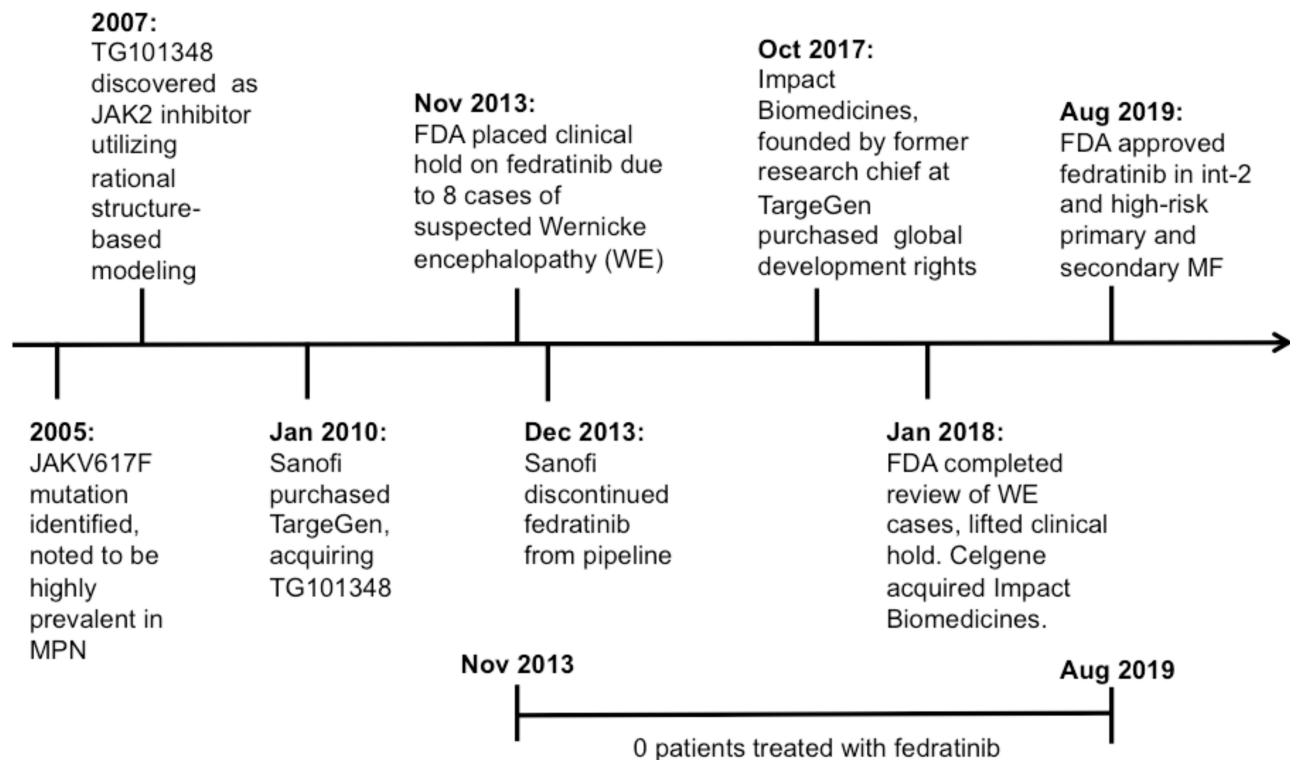 2007:
TG101348
discovered as
JAK2 inhibitor
utilizing
rational
structure-
based
modeling
Nov 2013:
FDA placed clinical
hold on fedratinib due
to 8 cases of
suspected Wernicke
encephalopathy (WE)
Oct 2017:
Impact
Biomedicines,
founded by former
research chief at
TargeGen
purchased global
development rights
Aug 2019:
FDA approved
fedratinib in int-2
and high-risk
primary and
secondary MF
2005:
JAKV617F
mutation
identified,
noted to be
highly
prevalent in
MPN
Jan 2010:
Sanofi
purchased
TargeGen,
acquiring
TG101348
Dec 2013:
Sanofi
discontinued
fedratinib
from pipeline
Jan 2018:
FDA completed
review of WE
cases, lifted clinical
hold. Celgene
acquired Impact
Biomedicines.
Nov 2013
Aug 2019
0 patients treated with fedratinib